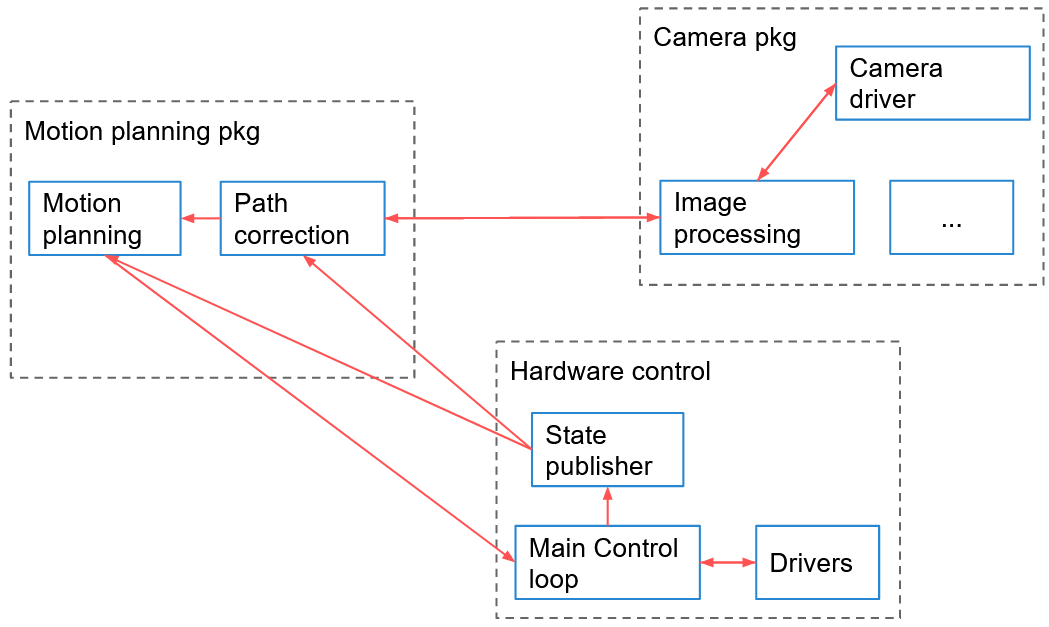 Camera pkg
Camera
driver
Motion planning pkg
Motion
planning
Path
correction
Image
processing
...
Hardware control
State
publisher
Main Control
loop
Drivers